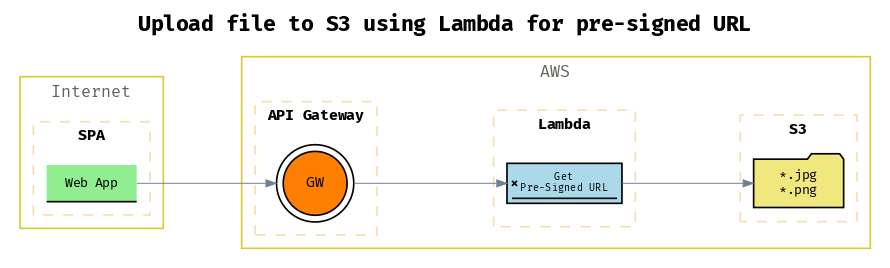 Upload file to S3 using Lambda for pre-signed URL
Internet
SPA
Web App
AWS
API Gateway
GW
Lambda
Get
Pre-Signed URL
S3
*.jpg
*.png